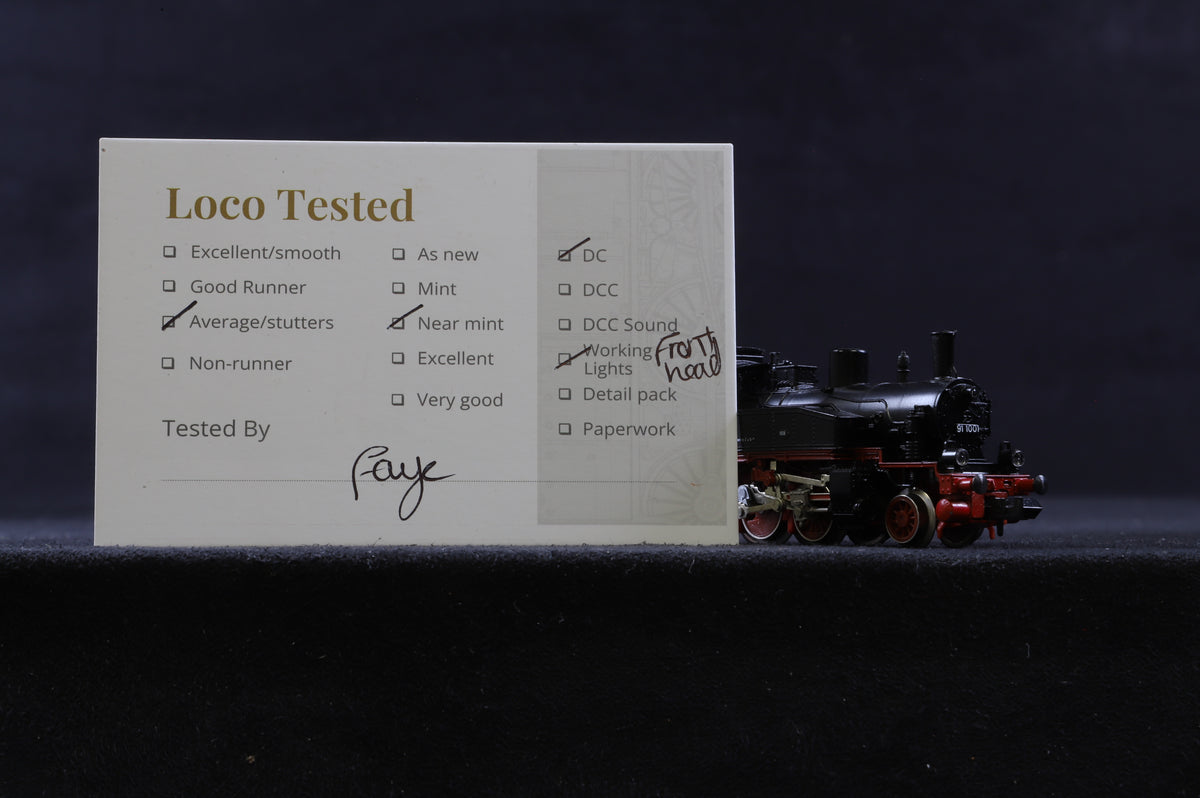 Loco Tested
Excellent/smooth
Good Runner
Average/stutters
Non-runner
As new
Mint
Near mint
Excellent
Very good
DC
DCC
DCC Sound
Working
Lights
Detail pack
Paperwork
head
Tested By
Faye
91 1001